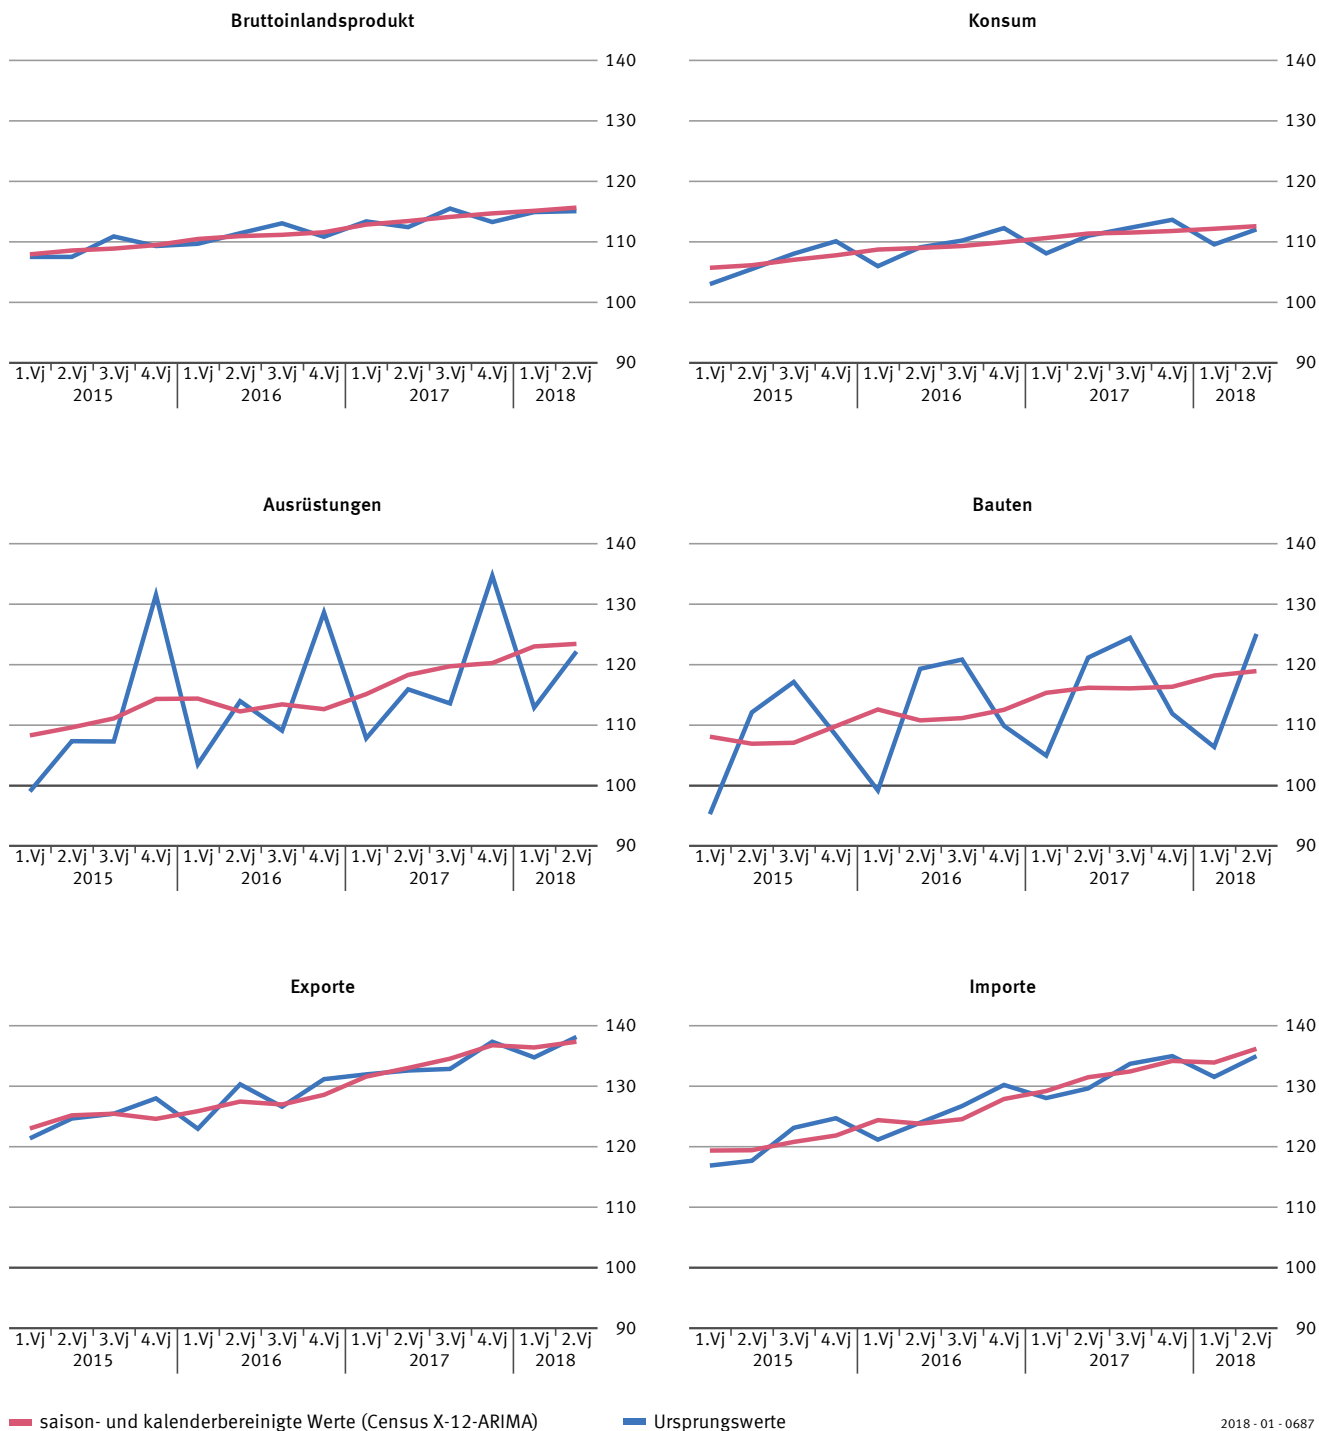 Bruttoinlandsprodukt
140
130
120
110
100
90
1.Vj 2.Vj 3.Vj 4.Vj 1.Vj 2.Vj 3.Vj 4.Vj 1.Vj 2.Vj 3.Vj 4.Vj 1.Vj 2.Vj
2015 2016 2017 2018
Konsum
140
130
120
110
100
90
1.Vj 2.Vj 3.Vj 4.Vj 1.Vj 2.Vj 3.Vj 4.Vj 1.Vj 2.Vj 3.Vj 4.Vj 1.Vj 2.Vj
2015 2016 2017 2018
Ausrüstungen
140
130
120
110
100
90
1.Vj 2.Vj 3.Vj 4.Vj 1.Vj 2.Vj 3.Vj 4.Vj 1.Vj 2.Vj 3.Vj 4.Vj 1.Vj 2.Vj
2015 2016 2017 2018
Bauten
140
130
120
110
100
90
1.Vj 2.Vj 3.Vj 4.Vj 1.Vj 2.Vj 3.Vj 4.Vj 1.Vj 2.Vj 3.Vj 4.Vj 1.Vj 2.Vj
2015 2016 2017 2018
Exporte
140
130
120
110
100
90
1.Vj 2.Vj 3.Vj 4.Vj 1.Vj 2.Vj 3.Vj 4.Vj 1.Vj 2.Vj 3.Vj 4.Vj 1.Vj 2.Vj
2015 2016 2017 2018
Importe
140
130
120
110
100
90
1.Vj 2.Vj 3.Vj 4.Vj 1.Vj 2.Vj 3.Vj 4.Vj 1.Vj 2.Vj 3.Vj 4.Vj 1.Vj 2.Vj
2015 2016 2017 2018
saison- und kalenderbereinigte Werte (Census X-12-ARIMA)
Ursprungswerte
2018 - 01 - 0687